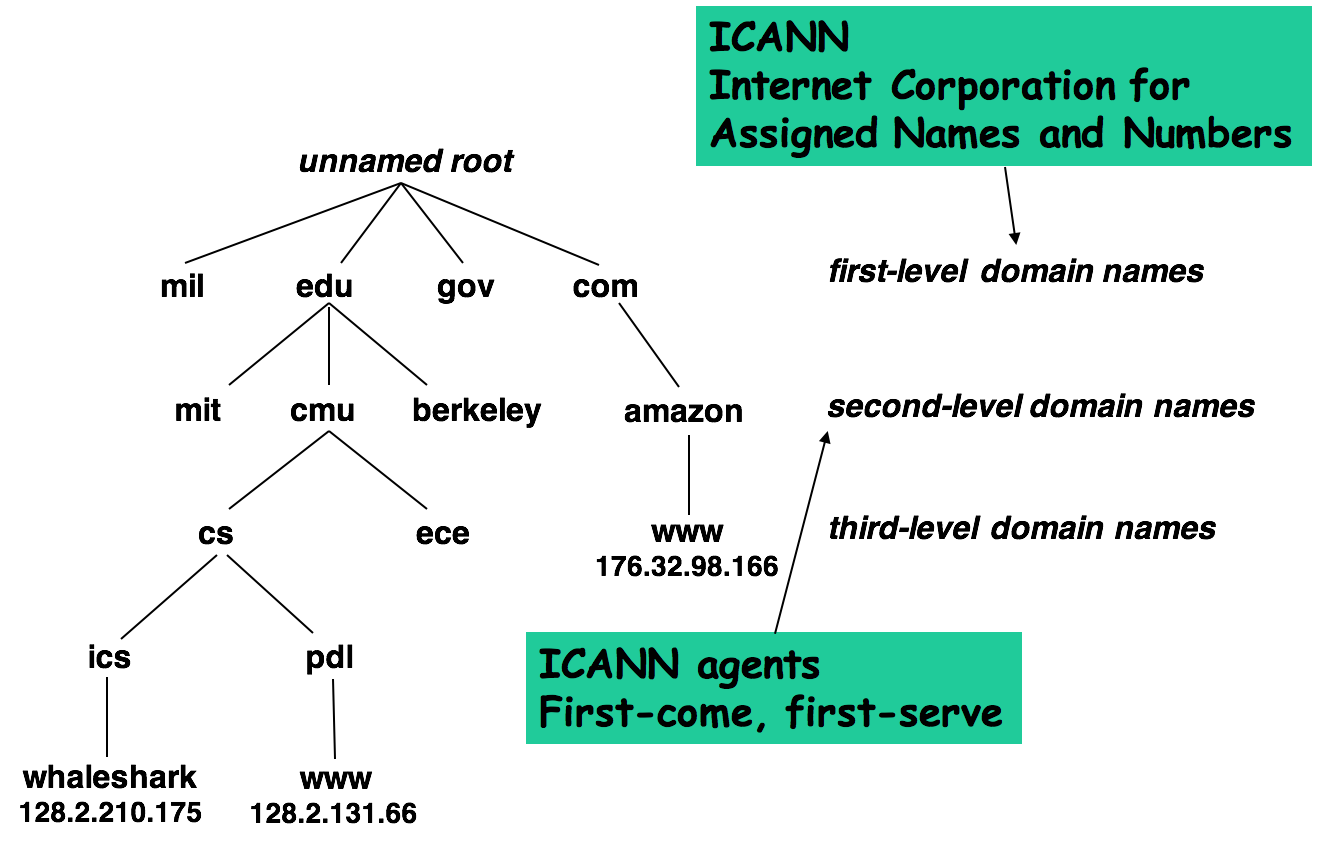 ICANN
Internet Corporation for
Assigned Names and Numbers
unnamed root
mil edu gov com
first-level domain names
mit cmu berkeley amazon
second-level domain names
cs ece www
176.32.98.166
third-level domain names
ics pdl
ICANN agents
First-come, first-serve
whaleshark www
128.2.210.175 128.2.131.66